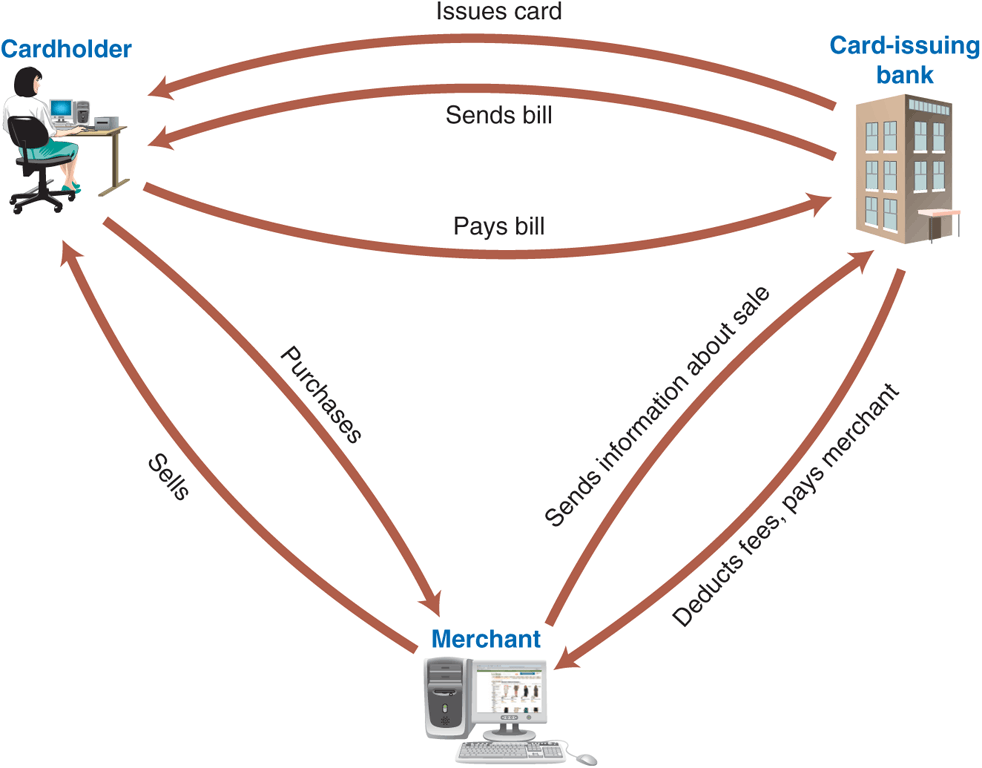 Issues card
Cardholder
Card-issuing
bank
Sends bill
Pays bill
Purchases
Sells
Sends information about sale
Deducts fees, pays merchant
Merchant